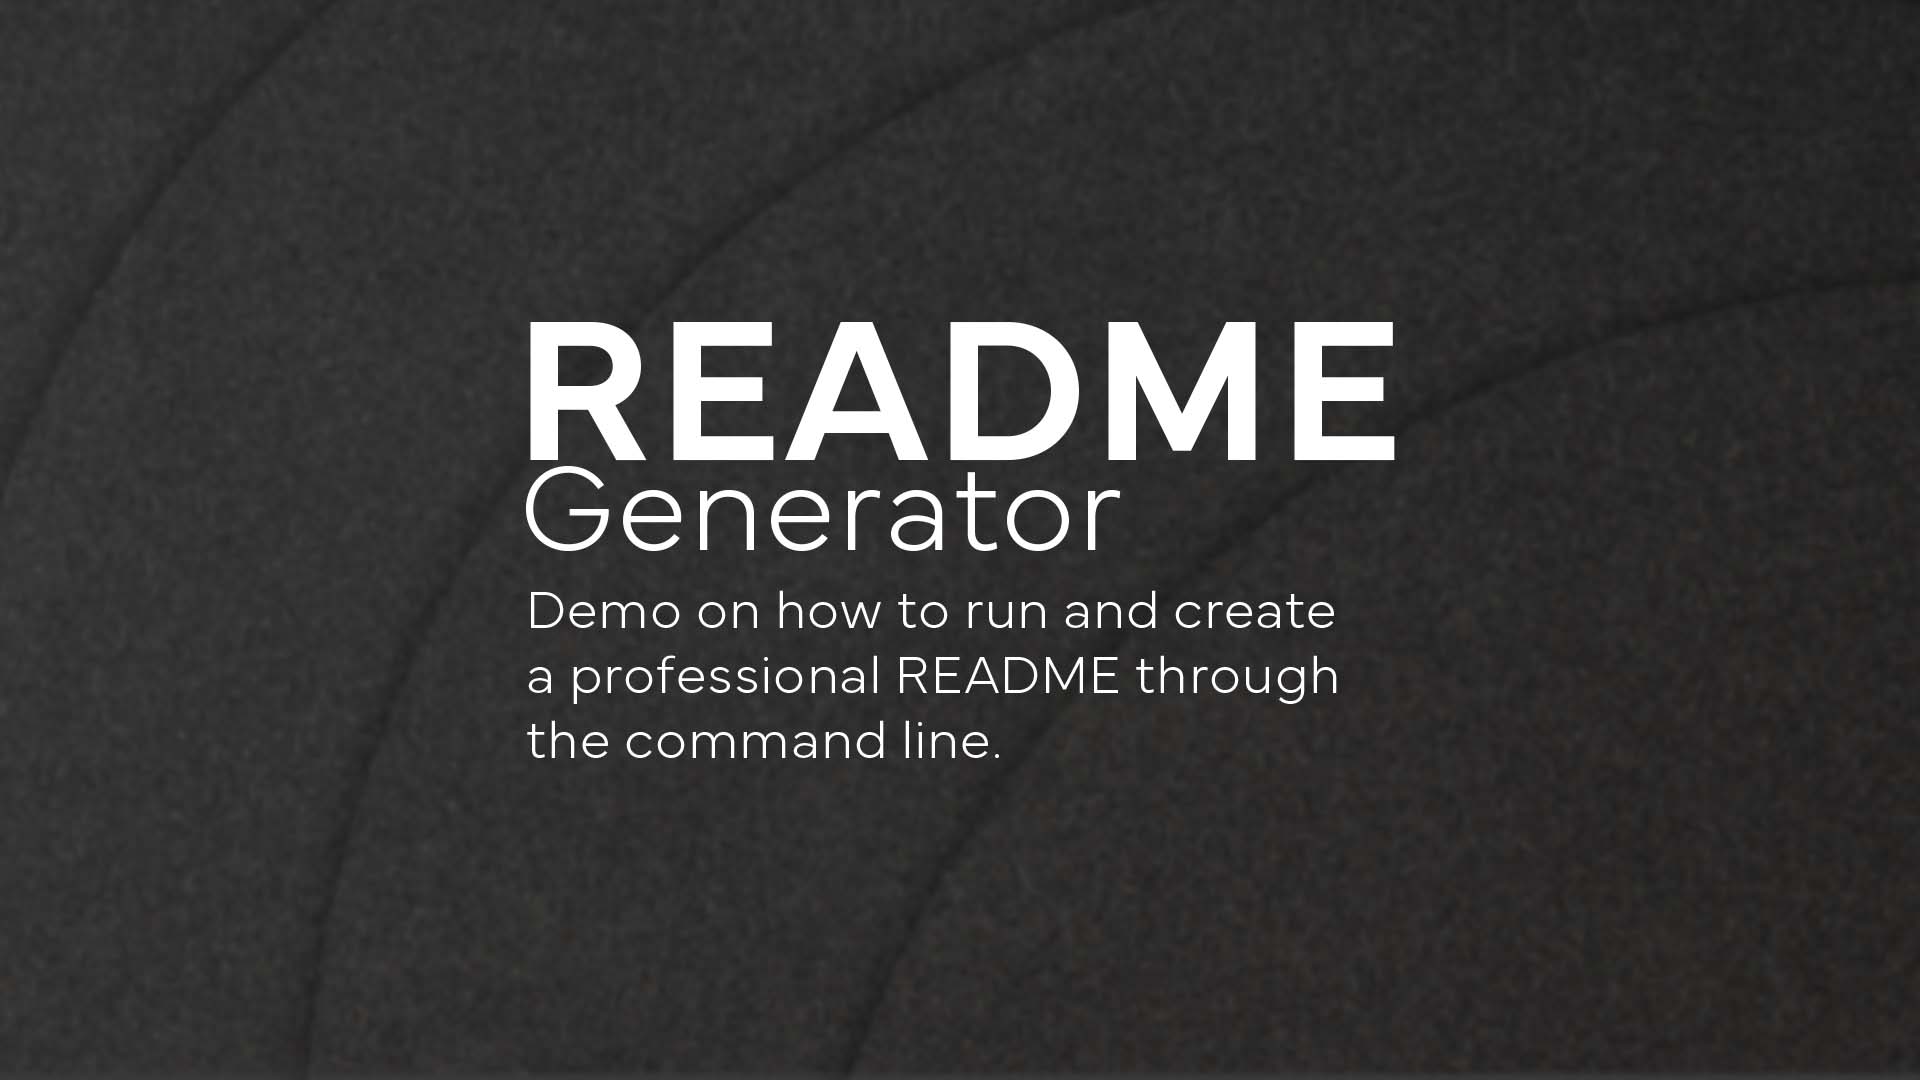 README
Generator
Demo on how to run and create
a professional README through
the command line.